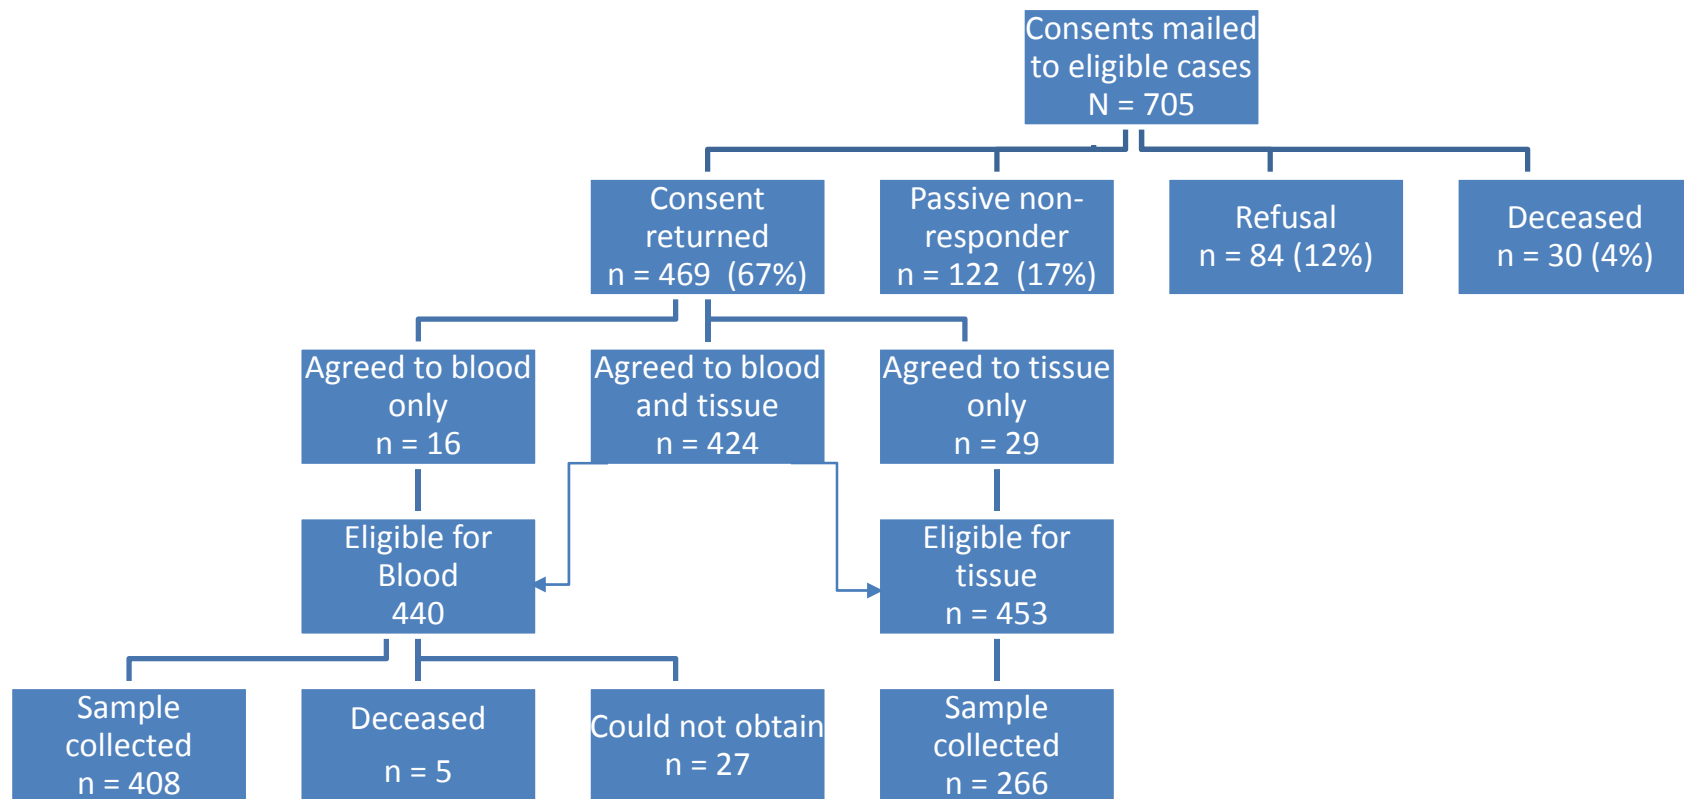 Consents mailed
to eligible cases
N = 705
Consent
returned
n = 469  (67%)
Passive non-
responder
n = 122  (17%)
Refusal
n = 84 (12%)
Deceased
n = 30 (4%)
Agreed to blood
only
n = 16
Agreed to blood
and tissue
n = 424
Agreed to tissue
only
n = 29
Eligible for
Blood
440
Eligible for
tissue
n = 453
Sample
collected
n = 408
Deceased
n = 5
Could not obtain
n = 27
Sample
collected
n = 266